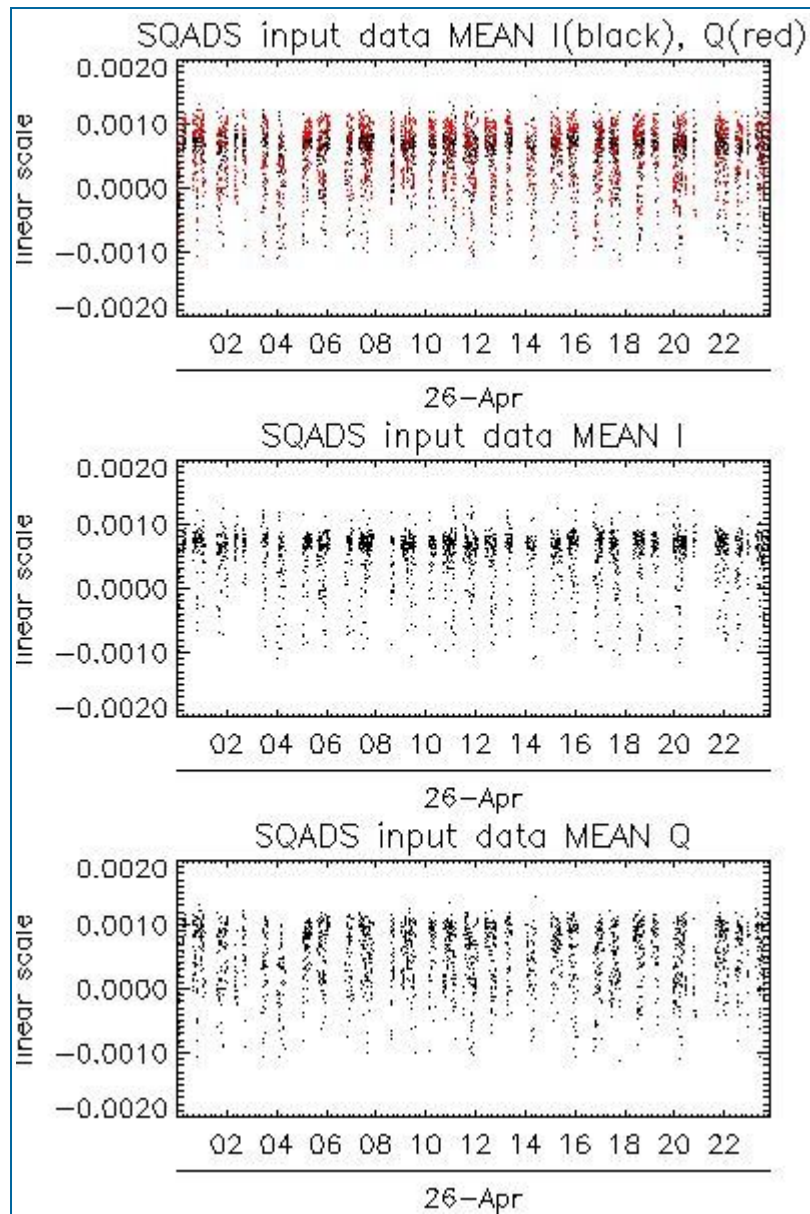 SQADS input data MEAN I(black), Q(red)
linear scale
0.0020
0.0010
0.0000
−0.0010
−0.0020
02 04 06 08 10 12 14 16 18 20 22
26−Apr
SQADS input data MEAN I
linear scale
0.0020
0.0010
0.0000
−0.0010
−0.0020
02 04 06 08 10 12 14 16 18 20 22
26−Apr
SQADS input data MEAN Q
linear scale
0.0020
0.0010
0.0000
−0.0010
−0.0020
02 04 06 08 10 12 14 16 18 20 22
26−Apr